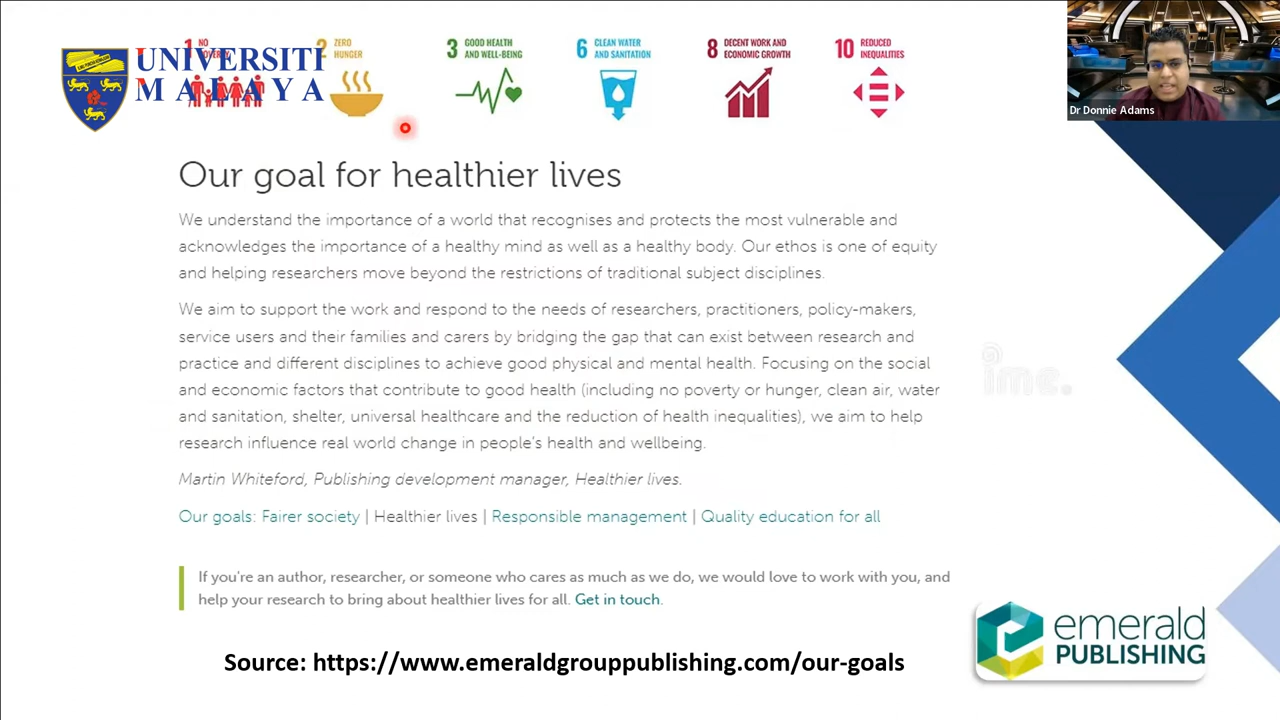 UNIVERSITI
MALAYA
1 NO
POVERTY
2 ZERO
HUNGER
3 GOOD HEALTH
AND WELL-BEING
6 CLEAN WATER
AND SANITATION
8 DECENT WORK AND
ECONOMIC GROWTH
10 REDUCED
INEQUALITIES
Dr Donnie Adams
Our goal for healthier lives
We understand the importance of a world that recognises and protects the most vulnerable and
acknowledges the importance of a healthy mind as well as a healthy body. Our ethos is one of equity
and helping researchers move beyond the restrictions of traditional subject disciplines.
We aim to support the work and respond to the needs of researchers, practitioners, policy-makers,
service users and their families and carers by bridging the gap that can exist between research and
practice and different disciplines to achieve good physical and mental health. Focusing on the social
and economic factors that contribute to good health (including no poverty or hunger, clean air, water
and sanitation, shelter, universal healthcare and the reduction of health inequalities), we aim to help
research influence real world change in people's health and wellbeing.
ime.
Martin Whiteford, Publishing development manager, Healthier lives.
Our goals: Fairer society | Healthier lives | Responsible management | Quality education for all
If you're an author, researcher, or someone who cares as much as we do, we would love to work with you, and
help your research to bring about healthier lives for all. Get in touch.
emerald
PUBLISHING
Source: https://www.emeraldgrouppublishing.com/our-goals